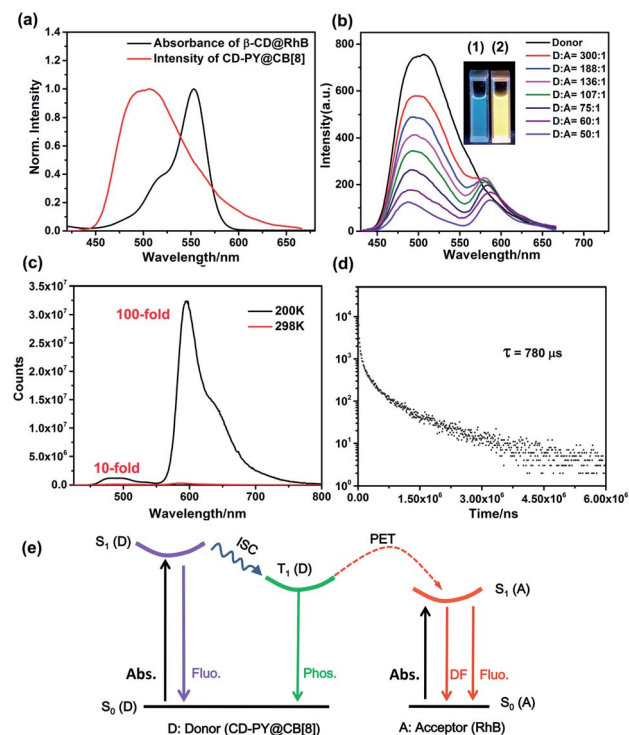 (a)
Absorbance of β-CD@RhB
Intensity of CD-PY@CB[8]
Norm. Intensity
1.4
1.2
1.0
0.8
0.6
0.4
0.2
0.0
450 500 550 600 650
Wavelength/nm
(b)
Intensity(a.u.)
800
600
400
200
0
(1) (2)
Donor
D:A= 300:1
D:A= 188:1
D:A= 136:1
D:A= 107:1
D:A= 75:1
D:A= 60:1
D:A= 50:1
430 500 550 600 650 700
Wavelength/nm
(c)
Counts
3.5x10⁷
3.0x10⁷
2.5x10⁷
2.0x10⁷
1.5x10⁷
1.0x10⁷
5.0x10⁶
0.0
100-fold
10-fold
200K
298K
500 600 700 800
Wavelength/nm
(d)
10⁴
10³
10²
10¹
10⁰
τ = 780 μs
0.00 1.50x10⁶ 3.00x10⁶ 4.50x10⁶ 6.00x10⁶
Time/ns
(e)
S₁ (D)
ISC
T₁ (D)
PET
S₁ (A)
Abs.
Fluo.
Phos.
Abs.
DF
Fluo.
S₀ (D)
S₀ (A)
D: Donor (CD-PY@CB[8])
A: Acceptor (RhB)